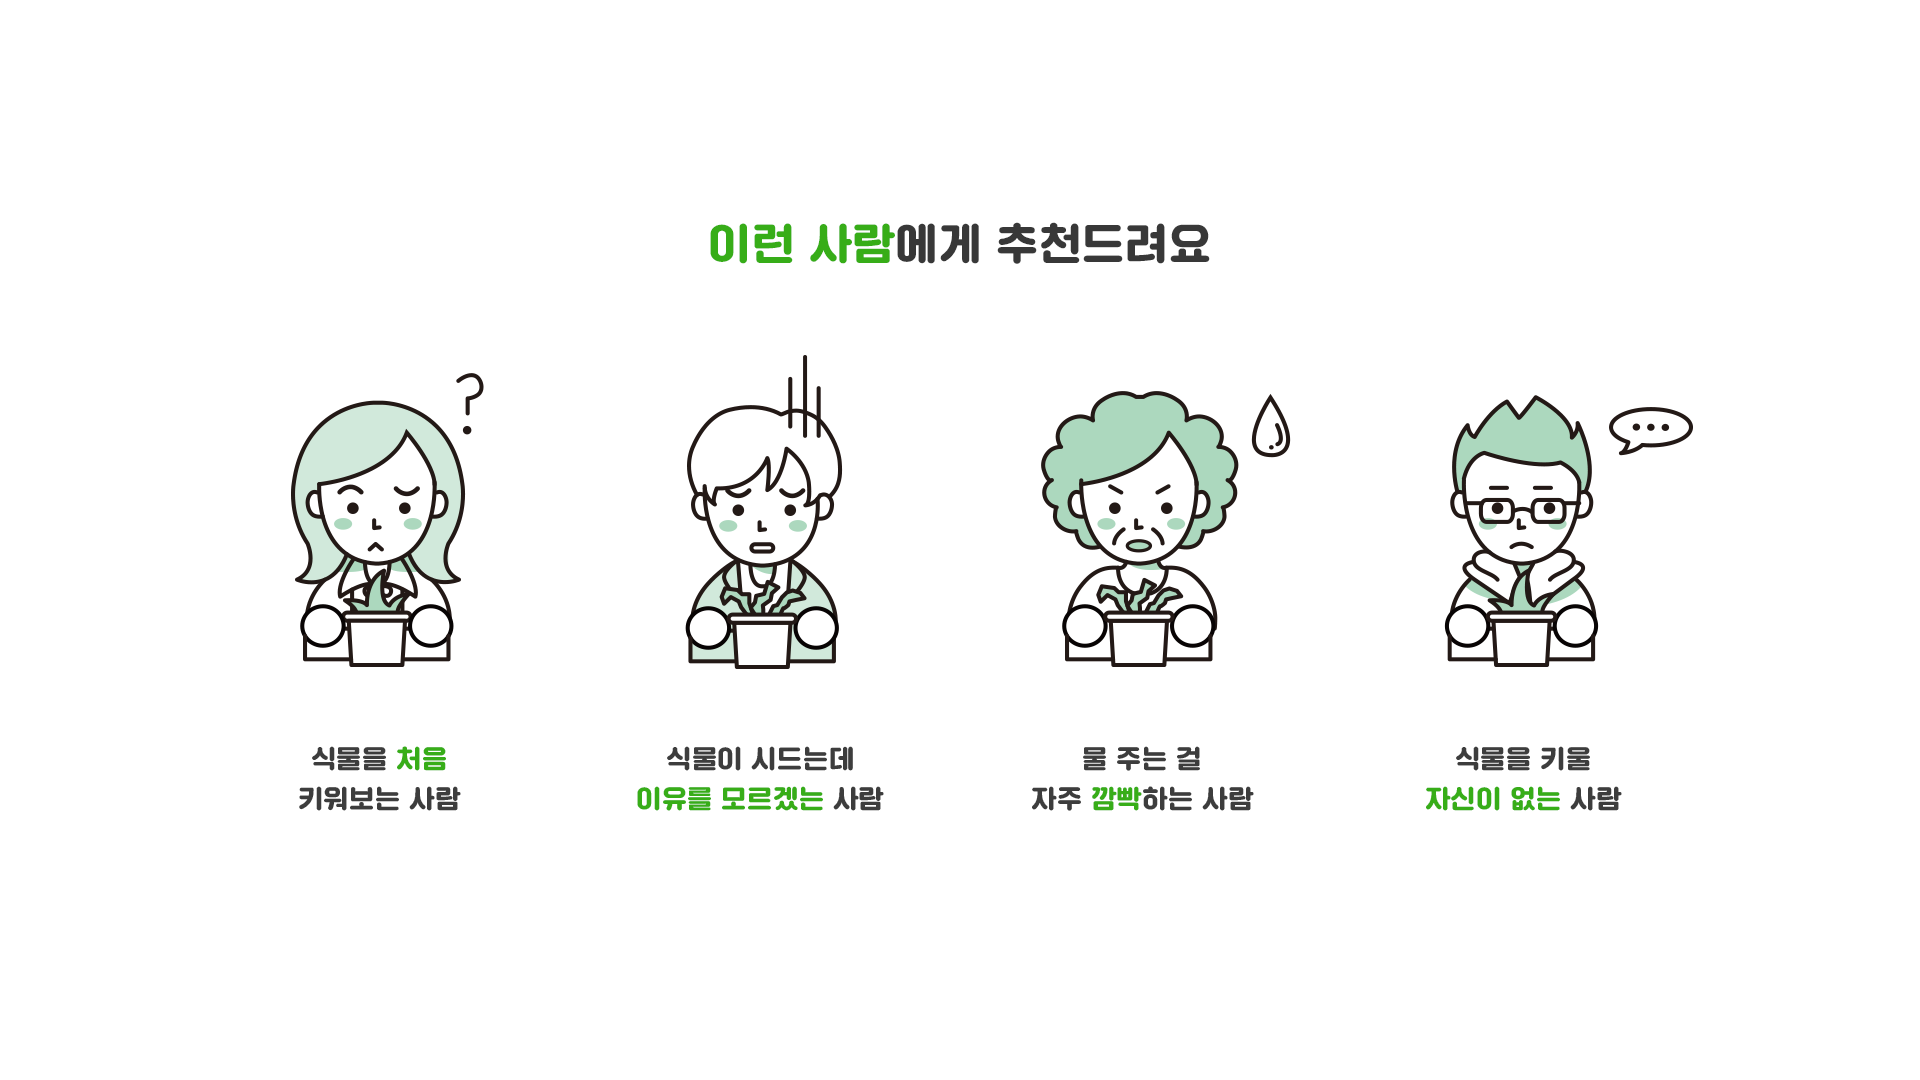 이런 사람에게 추천드려요
식물을 처음
키워보는 사람
식물이 시드는데
이유를 모르겠는 사람
물 주는 걸
자주 깜빡하는 사람
식물을 키울
자신이 없는 사람